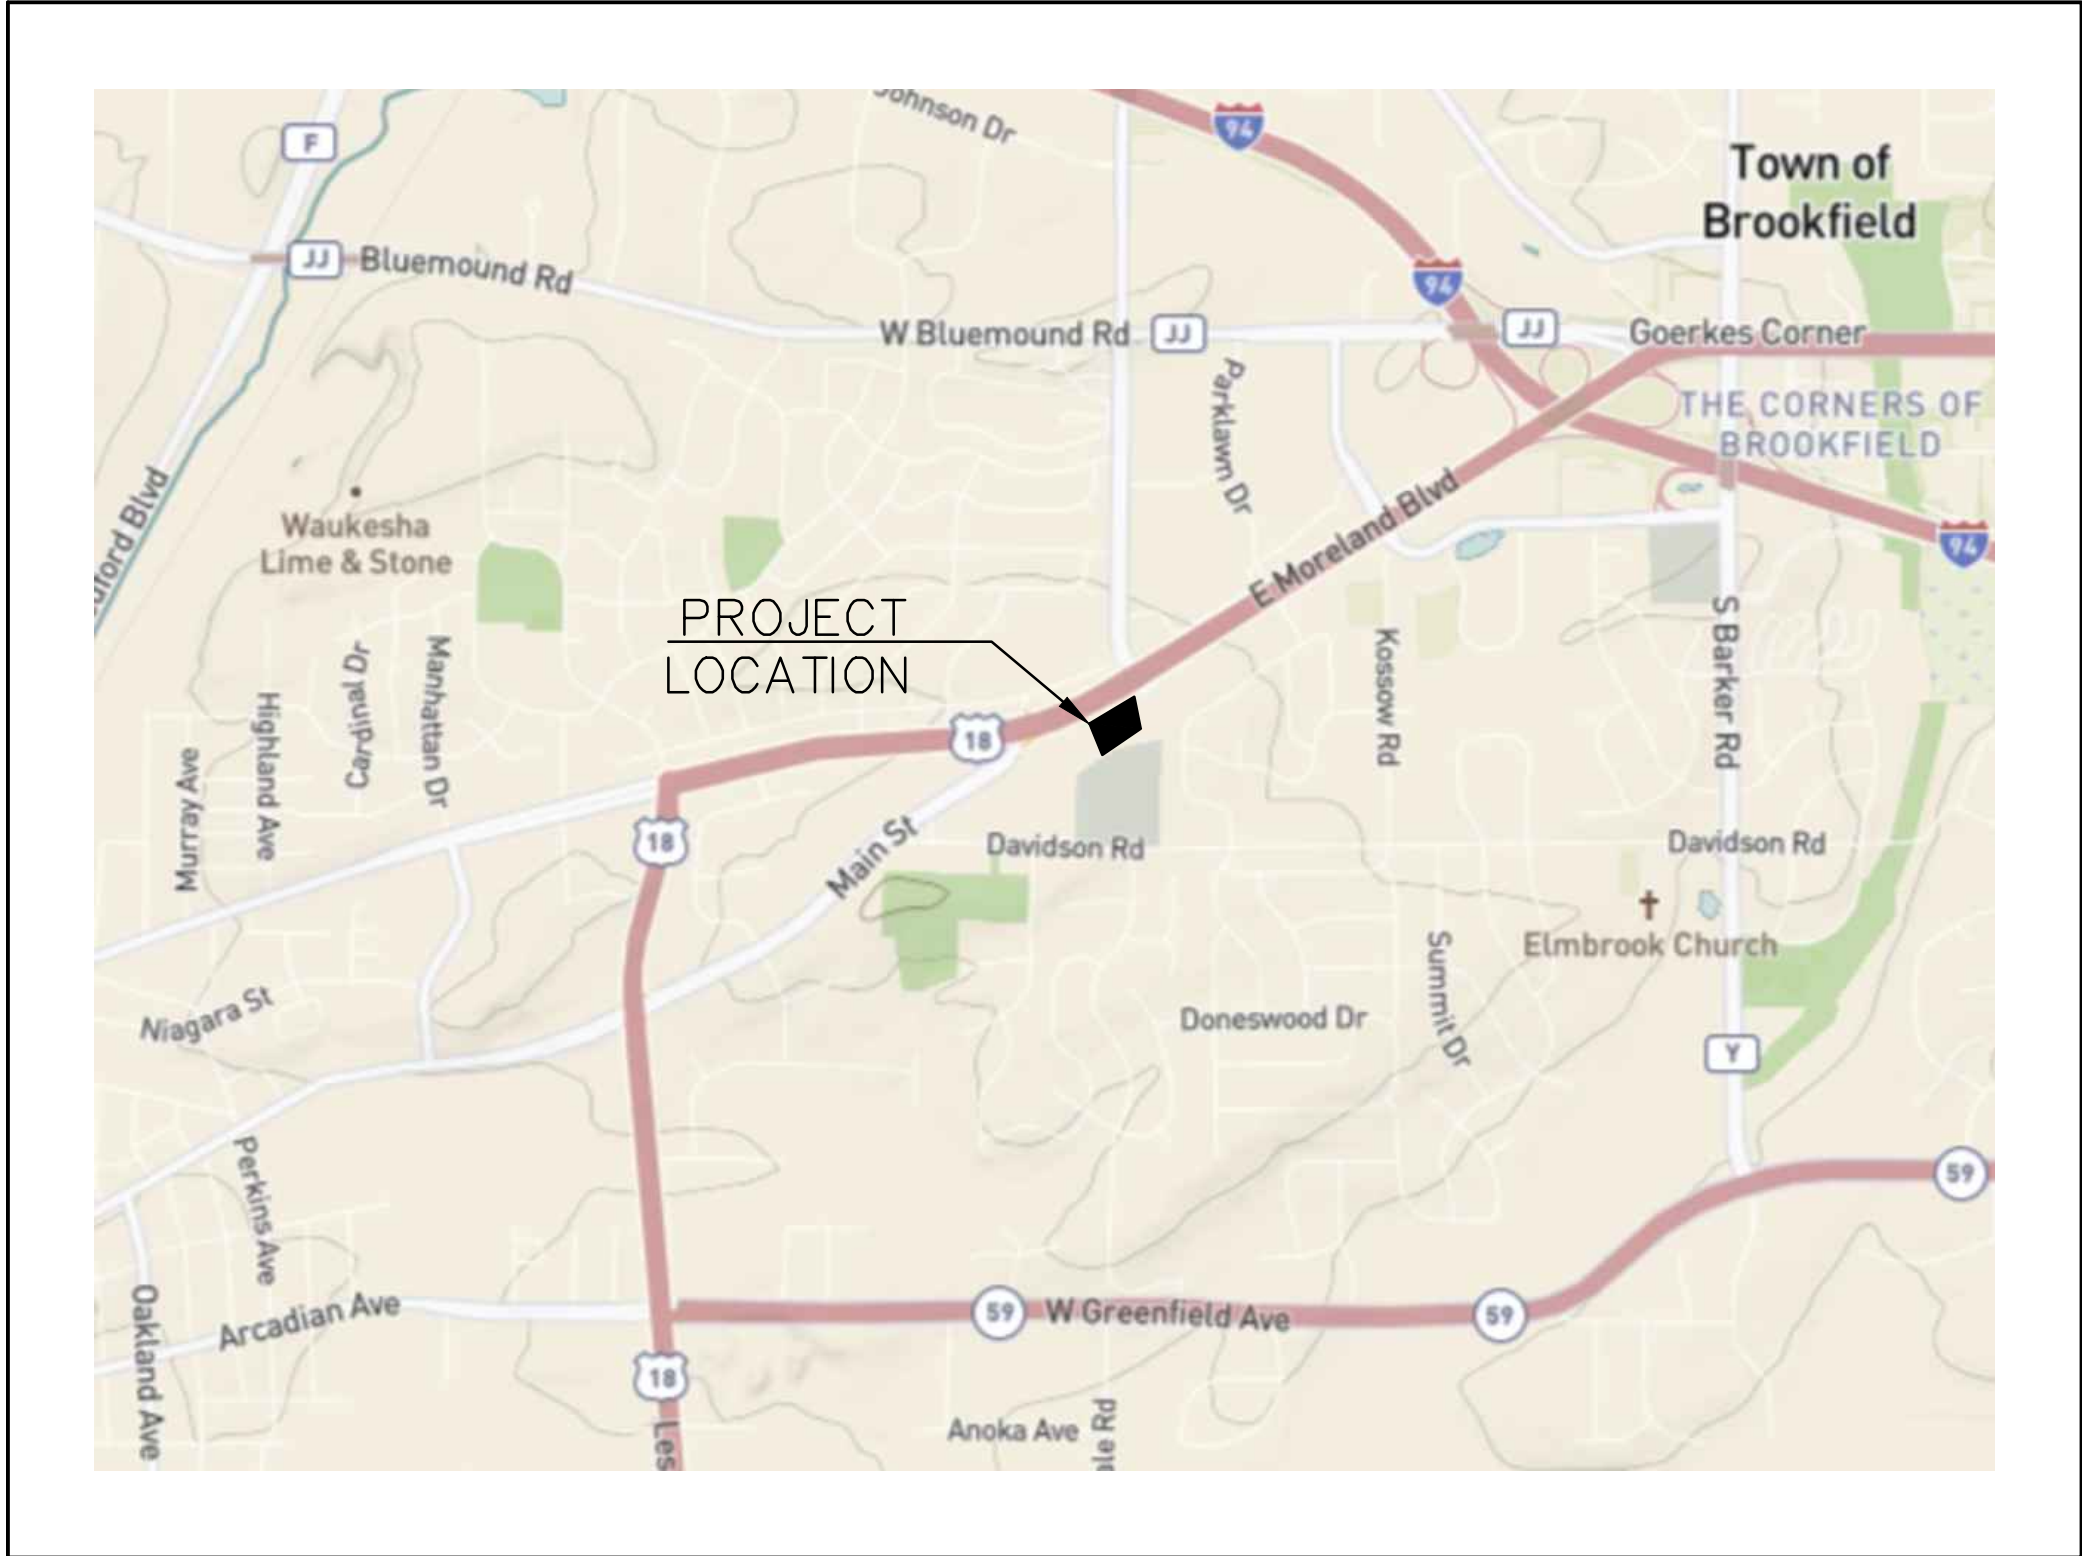 Johnson Dr
94
F
Town of
Brookfield
JJ
Bluemound Rd
94
W Bluemound Rd
JJ
JJ
Goerkes Corner
Parklawn Dr
THE CORNERS OF
BROOKFIELD
E Moreland Blvd
Waukesha
Lime & Stone
94
PROJECT
LOCATION
Kossow Rd
S Barker Rd
Cardinal Dr
Manhattan Dr
Highland Ave
Murray Ave
18
18
Main St
Davidson Rd
Davidson Rd
Elmbrook Church
Summit Dr
Niagara St
Doneswood Dr
Y
Perkins Ave
59
Oakland Ave
Arcadian Ave
59
W Greenfield Ave
59
18
Anoka Ave